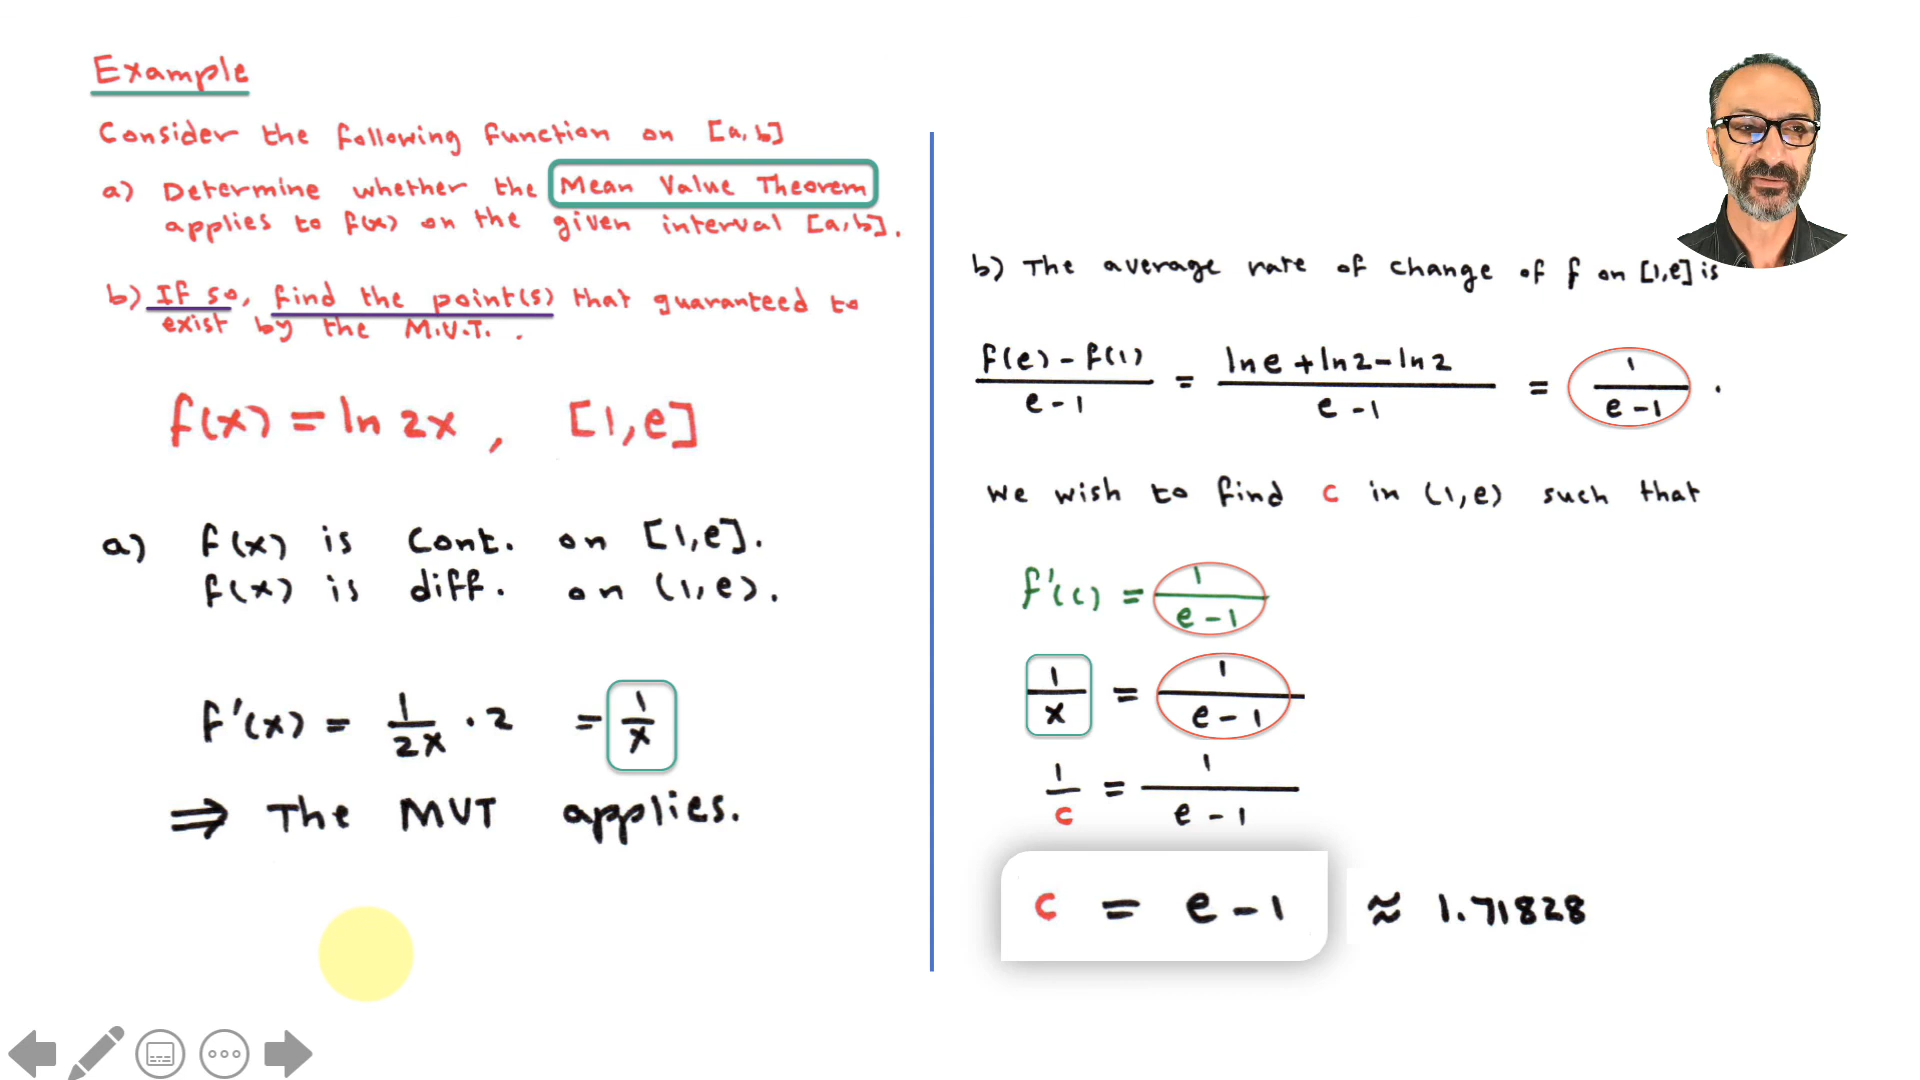 Example
Consider the following function on [a, b]
a) Determine whether the Mean Value Theorem
applies to f(x) on the given interval [a, b].
b) If so, find the point(s) that guaranteed to
exist by the M.V.T. .
f(x) = ln 2x , [1, e]
a) f(x) is cont. on [1, e].
f(x) is diff. on (1, e).
f'(x) = 1/2x · 2 = 1/x
⇒ The MVT applies.
b) The average rate of change of f on [1, e] is
f(e) - f(1) / e - 1 = ln e + ln 2 - ln 2 / e - 1 = 1 / e - 1 .
We wish to find c in (1, e) such that
f'(c) = 1 / e - 1
1 / x = 1 / e - 1
1 / c = 1 / e - 1
c = e - 1 ≈ 1.71828